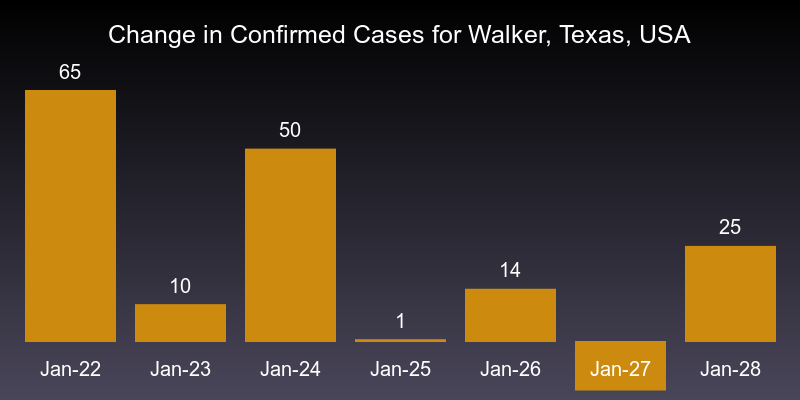 Change in Confirmed Cases for Walker, Texas, USA
65
10
50
1
14
25
Jan-22
Jan-23
Jan-24
Jan-25
Jan-26
Jan-27
Jan-28